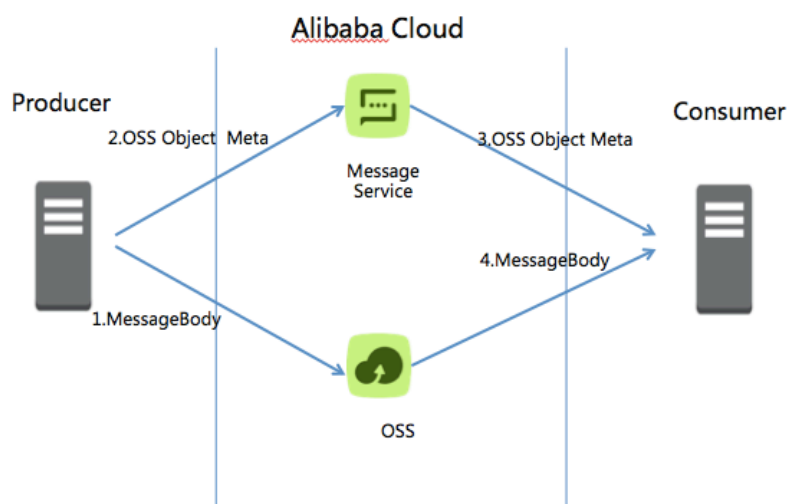 Alibaba Cloud
Producer
Consumer
2.OSS Object Meta
3.OSS Object Meta
Message
Service
4.MessageBody
1.MessageBody
OSS